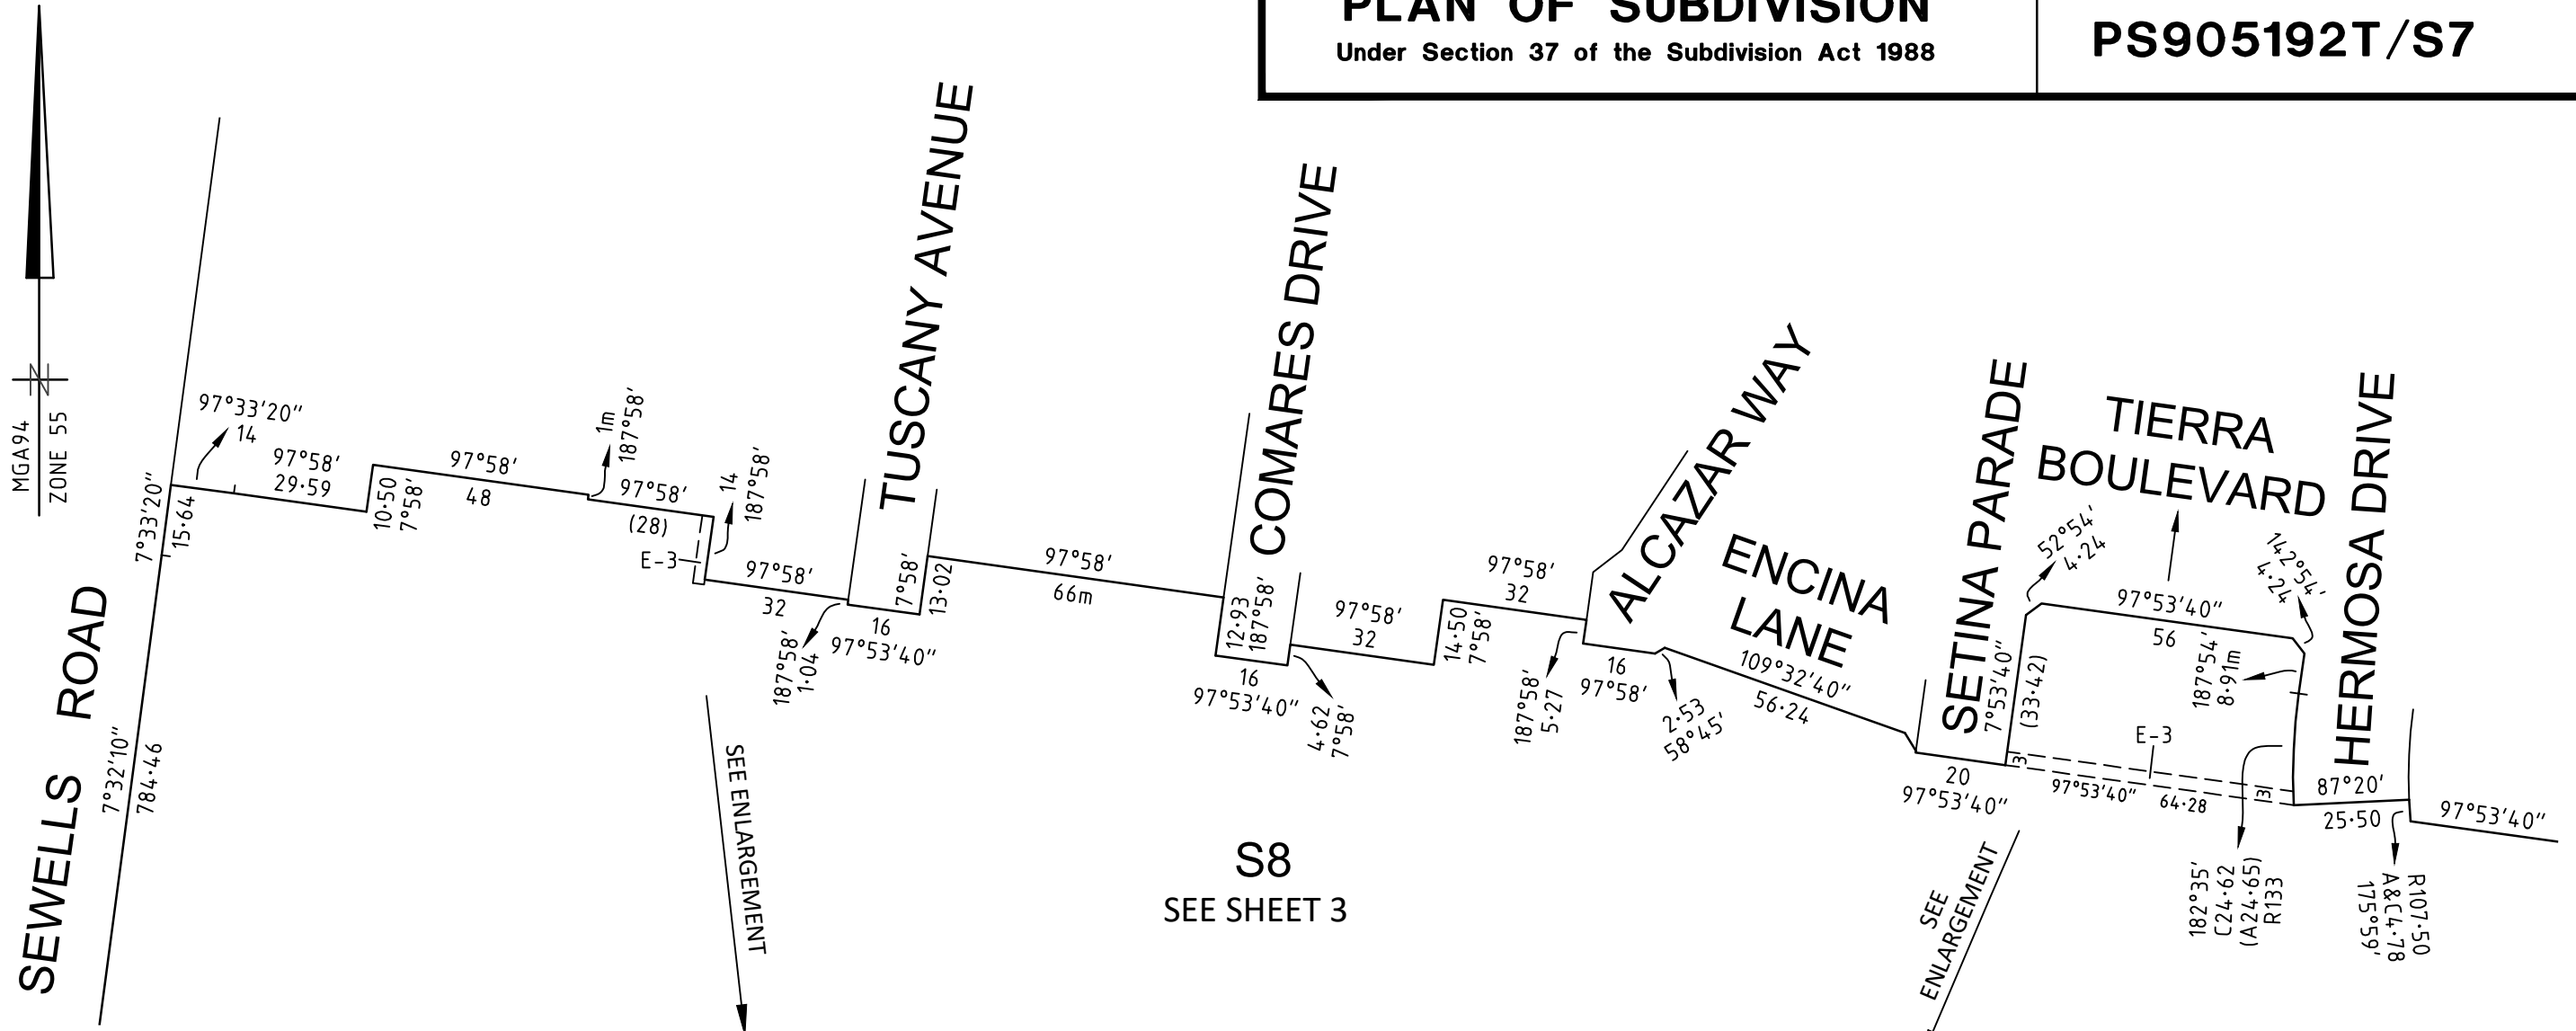 PLAN OF SUBDIVISION
Under Section 37 of the Subdivision Act 1988
PS905192T/S7
MGA94
ZONE 55
N
SEWELLS ROAD
7°32'10"
784·46
7°33'20"
15·64
97°33'20"
14
97°58'
29·59
10·50
7°58'
97°58'
48
1m
187°58'
97°58'
(28)
14
187°58'
E-3
97°58'
32
187°58'
1·04
TUSCANY AVENUE
16
97°53'40"
7°58'
13·02
97°58'
66m
COMARES DRIVE
12·93
187°58'
16
97°53'40"
4·62
7°58'
97°58'
32
14·50
7°58'
97°58'
32
187°58'
5·27
ALCAZAR WAY
16
97°58'
2·53
58°45'
ENCINA
LANE
109°32'40"
56·24
SETINA PARADE
20
97°53'40"
7°53'40"
(33·42)
52°54'
4·24
TIERRA
BOULEVARD
97°53'40"
56
142°54'
4·24
187°54'
8·91m
HERMOSA DRIVE
E-3
3
97°53'40"
64·28
3
182°35'
C24·62
(A24·65)
R133
87°20'
25·50
R107·50
A&C4·78
175°59'
97°53'40"
SEE ENLARGEMENT
S8
SEE SHEET 3
SEE
ENLARGEMENT